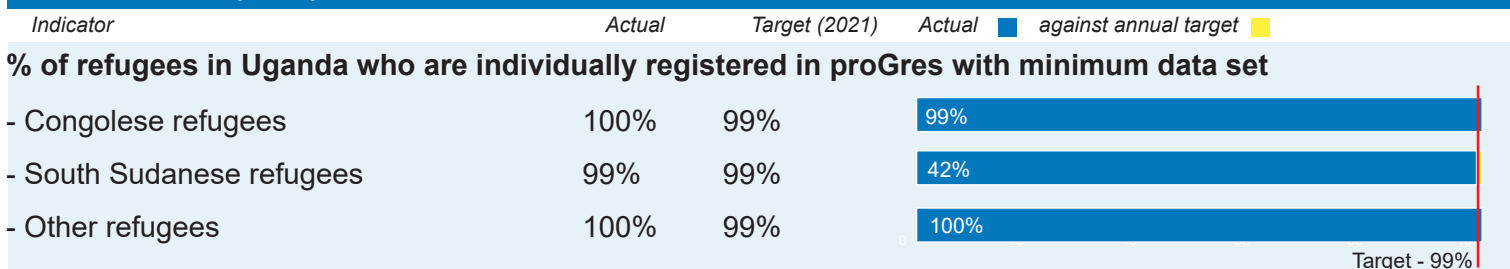 Indicator Actual Target (2021) Actual against annual target
% of refugees in Uganda who are individually registered in proGres with minimum data set
- Congolese refugees 100% 99% 99%
- South Sudanese refugees 99% 99% 42%
- Other refugees 100% 99% 100%
0
Target - 99%